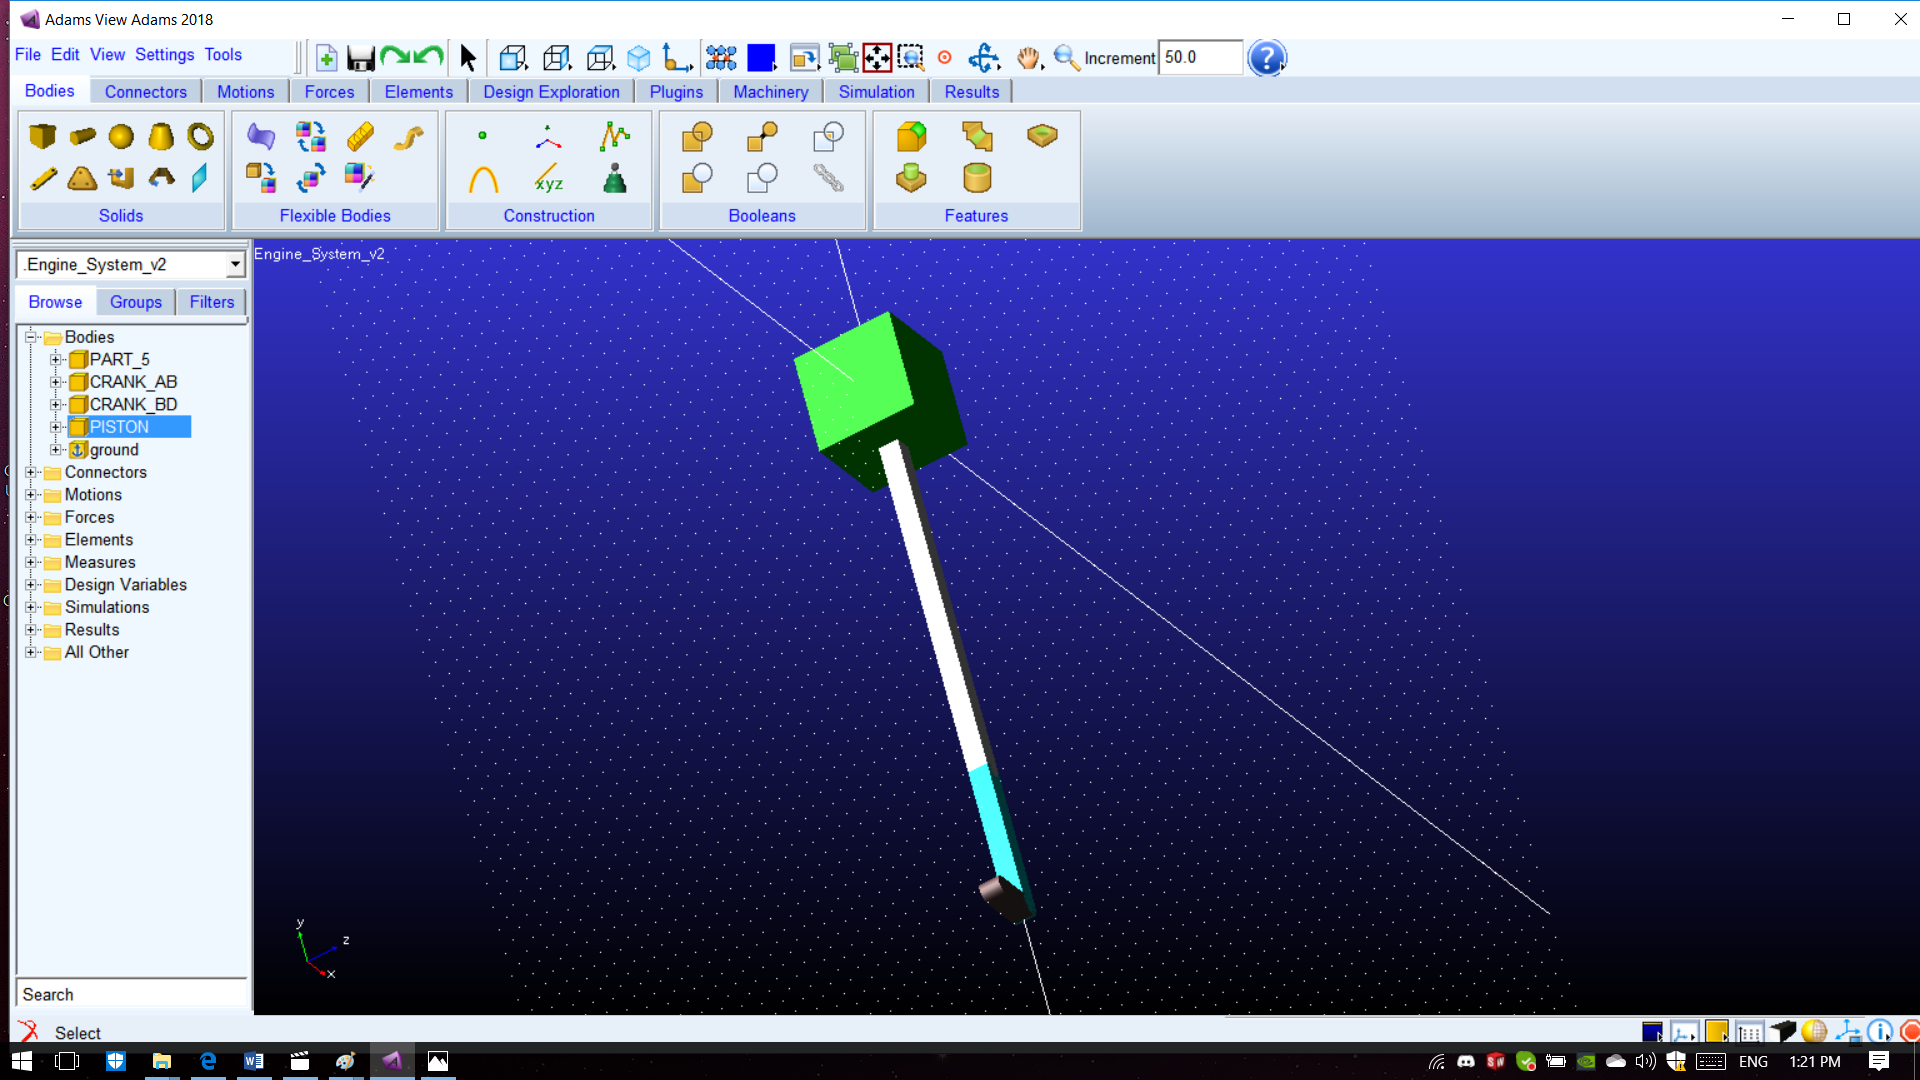 Adams View Adams 2018
File Edit View Settings Tools
Increment 50.0
?
Bodies Connectors Motions Forces Elements Design Exploration Plugins Machinery Simulation Results
xyz
Solids Flexible Bodies Construction Booleans Features
.Engine_System_v2
Browse Groups Filters
Bodies
PART_5
CRANK_AB
CRANK_BD
PISTON
ground
Connectors
Motions
Forces
Elements
Measures
Design Variables
Simulations
Results
All Other
Search
Engine_System_v2
y
z
x
Select
ENG 1:21 PM